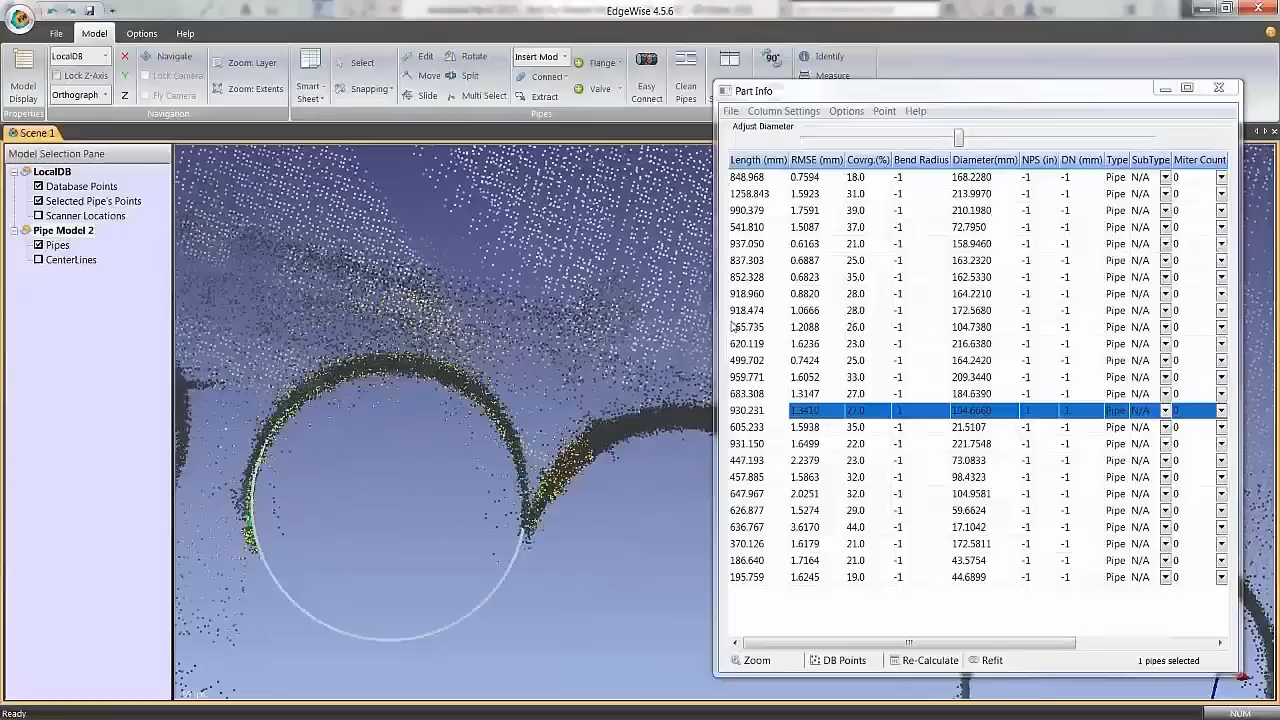 EdgeWise 4.5.6
File Model Options Help
Model Display
Properties
LocalDB
Lock Z-Axis
Orthograph
X
Y
Z
Navigate
Lock Camera
Fly Camera
Zoom: Layer
Zoom: Extents
Navigation
Smart Sheet
Select
Snapping
Edit
Move
Slide
Rotate
Split
Multi Select
Insert Mod
Connect
Extract
Flange
Valve
Easy Connect
Clean Pipes
Pipes
90°
Identify
Measure
Scene 1
Model Selection Pane
LocalDB
Database Points
Selected Pipe's Points
Scanner Locations
Pipe Model 2
Pipes
CenterLines
Part Info
File Column Settings Options Point Help
Adjust Diameter
Length (mm) RMSE (mm) Covrg.(%) Bend Radius Diameter(mm) NPS (in) DN (mm) Type SubType Miter Count
848.968 0.7594 18.0 -1 168.2280 -1 -1 Pipe N/A 0
1258.843 1.5923 31.0 -1 213.9970 -1 -1 Pipe N/A 0
990.379 1.7591 39.0 -1 210.1980 -1 -1 Pipe N/A 0
541.810 1.5087 37.0 -1 72.7950 -1 -1 Pipe N/A 0
937.050 0.6163 21.0 -1 158.9460 -1 -1 Pipe N/A 0
837.303 0.6887 25.0 -1 163.2320 -1 -1 Pipe N/A 0
852.328 0.6823 35.0 -1 162.5330 -1 -1 Pipe N/A 0
918.960 0.8820 28.0 -1 164.2210 -1 -1 Pipe N/A 0
918.474 1.0666 28.0 -1 172.5680 -1 -1 Pipe N/A 0
1.2088 26.0 -1 104.7380 -1 -1 Pipe N/A 0
620.119 1.6236 23.0 -1 216.6380 -1 -1 Pipe N/A 0
499.702 0.7424 25.0 -1 164.2420 -1 -1 Pipe N/A 0
959.771 1.6052 33.0 -1 209.3440 -1 -1 Pipe N/A 0
683.308 1.3147 27.0 -1 184.6390 -1 -1 Pipe N/A 0
930.231 1.3410 27.0 -1 194.6660 -1 -1 Pipe N/A 0
605.233 1.5938 35.0 -1 21.5107 -1 -1 Pipe N/A 0
931.150 1.6499 22.0 -1 221.7548 -1 -1 Pipe N/A 0
447.193 2.2379 23.0 -1 73.0833 -1 -1 Pipe N/A 0
457.885 1.5863 32.0 -1 98.4323 -1 -1 Pipe N/A 0
647.967 2.0251 32.0 -1 104.9581 -1 -1 Pipe N/A 0
626.877 1.5274 29.0 -1 59.6624 -1 -1 Pipe N/A 0
636.767 3.6170 44.0 -1 17.1042 -1 -1 Pipe N/A 0
370.126 1.6179 21.0 -1 172.5811 -1 -1 Pipe N/A 0
186.640 1.7164 21.0 -1 43.5754 -1 -1 Pipe N/A 0
195.759 1.6245 19.0 -1 44.6899 -1 -1 Pipe N/A 0
Zoom DB Points Re-Calculate Refit 1 pipes selected
Ready NUM